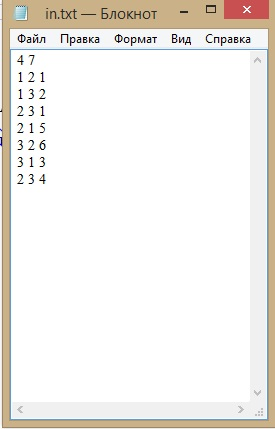 in.txt — Блокнот
Файл Правка Формат Вид Справка
4 7
1 2 1
1 3 2
2 3 1
2 1 5
3 2 6
3 1 3
2 3 4